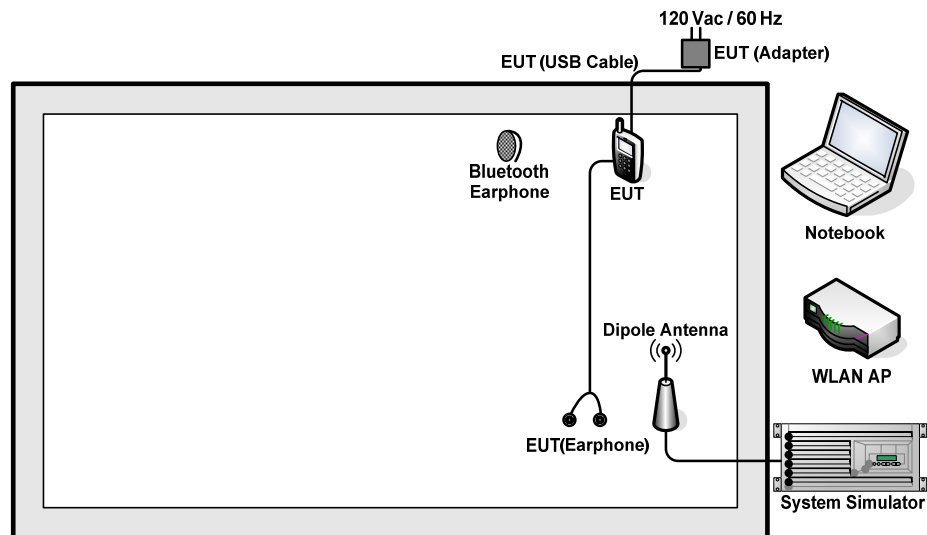 120 Vac / 60 Hz
EUT (Adapter)
EUT (USB Cable)
Bluetooth
Earphone
EUT
Notebook
Dipole Antenna
WLAN AP
EUT(Earphone)
System Simulator